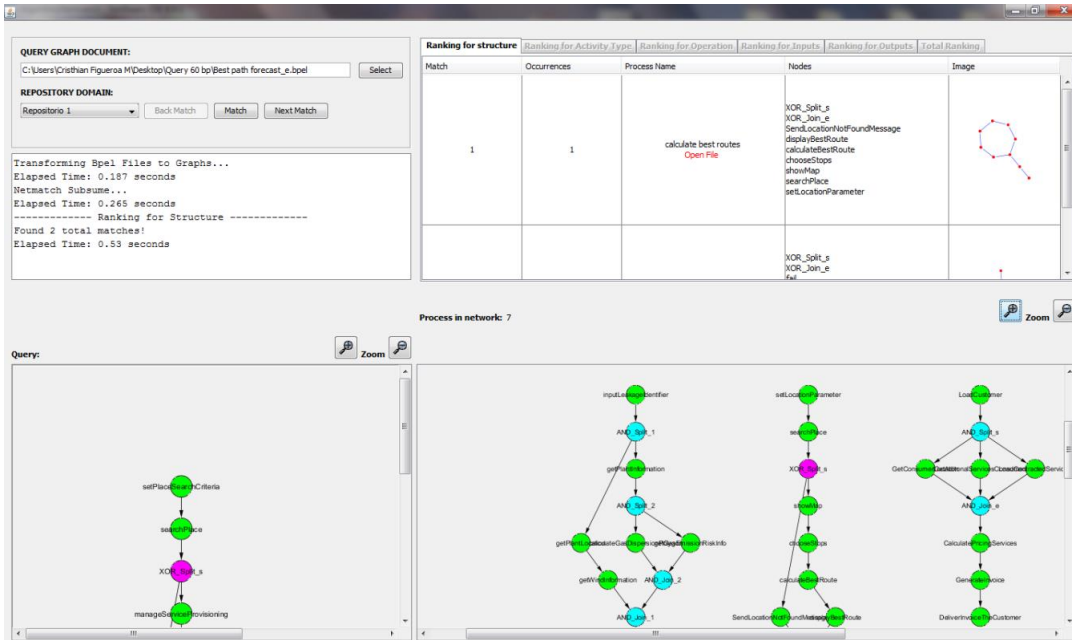 QUERY GRAPH DOCUMENT:
C:\Users\Cristhian Figueroa M\Desktop\Query 60 bp\Best path forecast_e.bpel
Select
REPOSITORY DOMAIN:
Repositorio 1
Back Match
Match
Next Match
Transforming Bpel Files to Graphs...
Elapsed Time: 0.187 seconds
Netmatch Subsume...
Elapsed Time: 0.265 seconds
------------- Ranking for Structure -------------
Found 2 total matches!
Elapsed Time: 0.53 seconds
Ranking for structure
Ranking for Activity Type
Ranking for Operation
Ranking for Inputs
Ranking for Outputs
Total Ranking
Match
Occurrences
Process Name
Nodes
Image
1
1
calculate best routes
Open File
XOR_Split_s
XOR_Join_e
SendLocationNotFoundMessage
displayBestRoute
calculateBestRoute
chooseStops
showMap
searchPlace
setLocationParameter
XOR_Split_s
XOR_Join_e
fail
Process in network: 7
Zoom
Query:
Zoom
setPlaceSearchCriteria
searchPlace
XOR_Split_s
manageServiceProvisioning
inputLeakageIdentifier
AND_Split_1
getPlantInformation
AND_Split_2
getWindInformation
AND_Join_2
AND_Join_1
setLocationParameter
searchPlace
XOR_Split_s
showMap
chooseStops
calculateBestRoute
LoadCustomer
AND_Split_s
AND_Join_e
CalculatePricingServices
GenerateInvoice
DeliverInvoiceTheCustomer